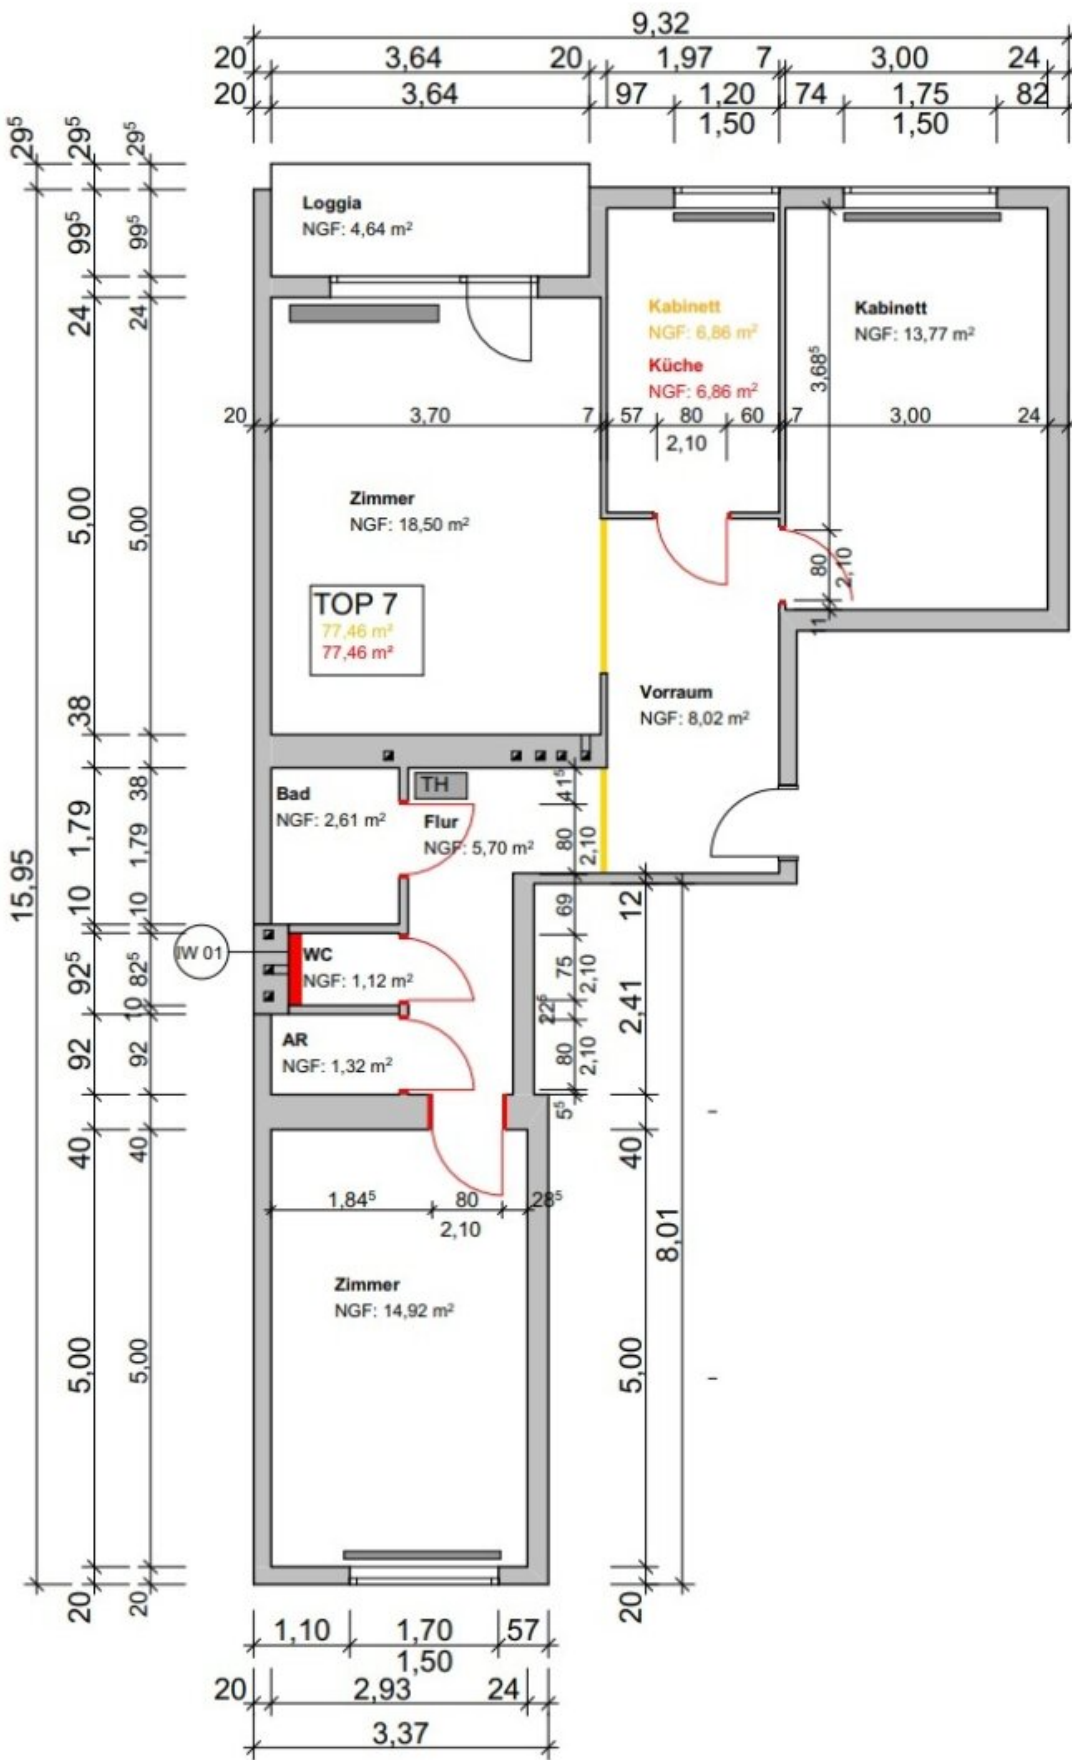 9,32
20 3,64 20 1,97 7 3,00 24
20 3,64 97 1,20 74 1,75 82
1,50 1,50
29⁵ 29⁵ 29⁵
Loggia
NGF: 4,64 m²
99⁵ 99⁵
24 24
Kabinett
NGF: 6,86 m²
Küche
NGF: 6,86 m²
Kabinett
NGF: 13,77 m²
3,68⁵
20 3,70 7 57 80 60 7 3,00 24
2,10
Zimmer
NGF: 18,50 m²
5,00 5,00
80 2,10
11
TOP 7
77,46 m²
77,46 m²
Vorraum
NGF: 8,02 m²
38 38
TH
Bad
NGF: 2,61 m²
Flur
NGF: 5,70 m²
41⁵
80 2,10
1,79 1,79
15,95
10 10
69 12
IW 01
WC
NGF: 1,12 m²
92⁵ 82⁵
75 2,10
2,41
10
22⁵
AR
NGF: 1,32 m²
92 92
80 2,10
5⁵
40 40 40
1,84⁵ 80 28⁵
2,10
8,01
Zimmer
NGF: 14,92 m²
5,00 5,00 5,00
20 20 20
1,10 1,70 57
1,50
20 2,93 24
3,37